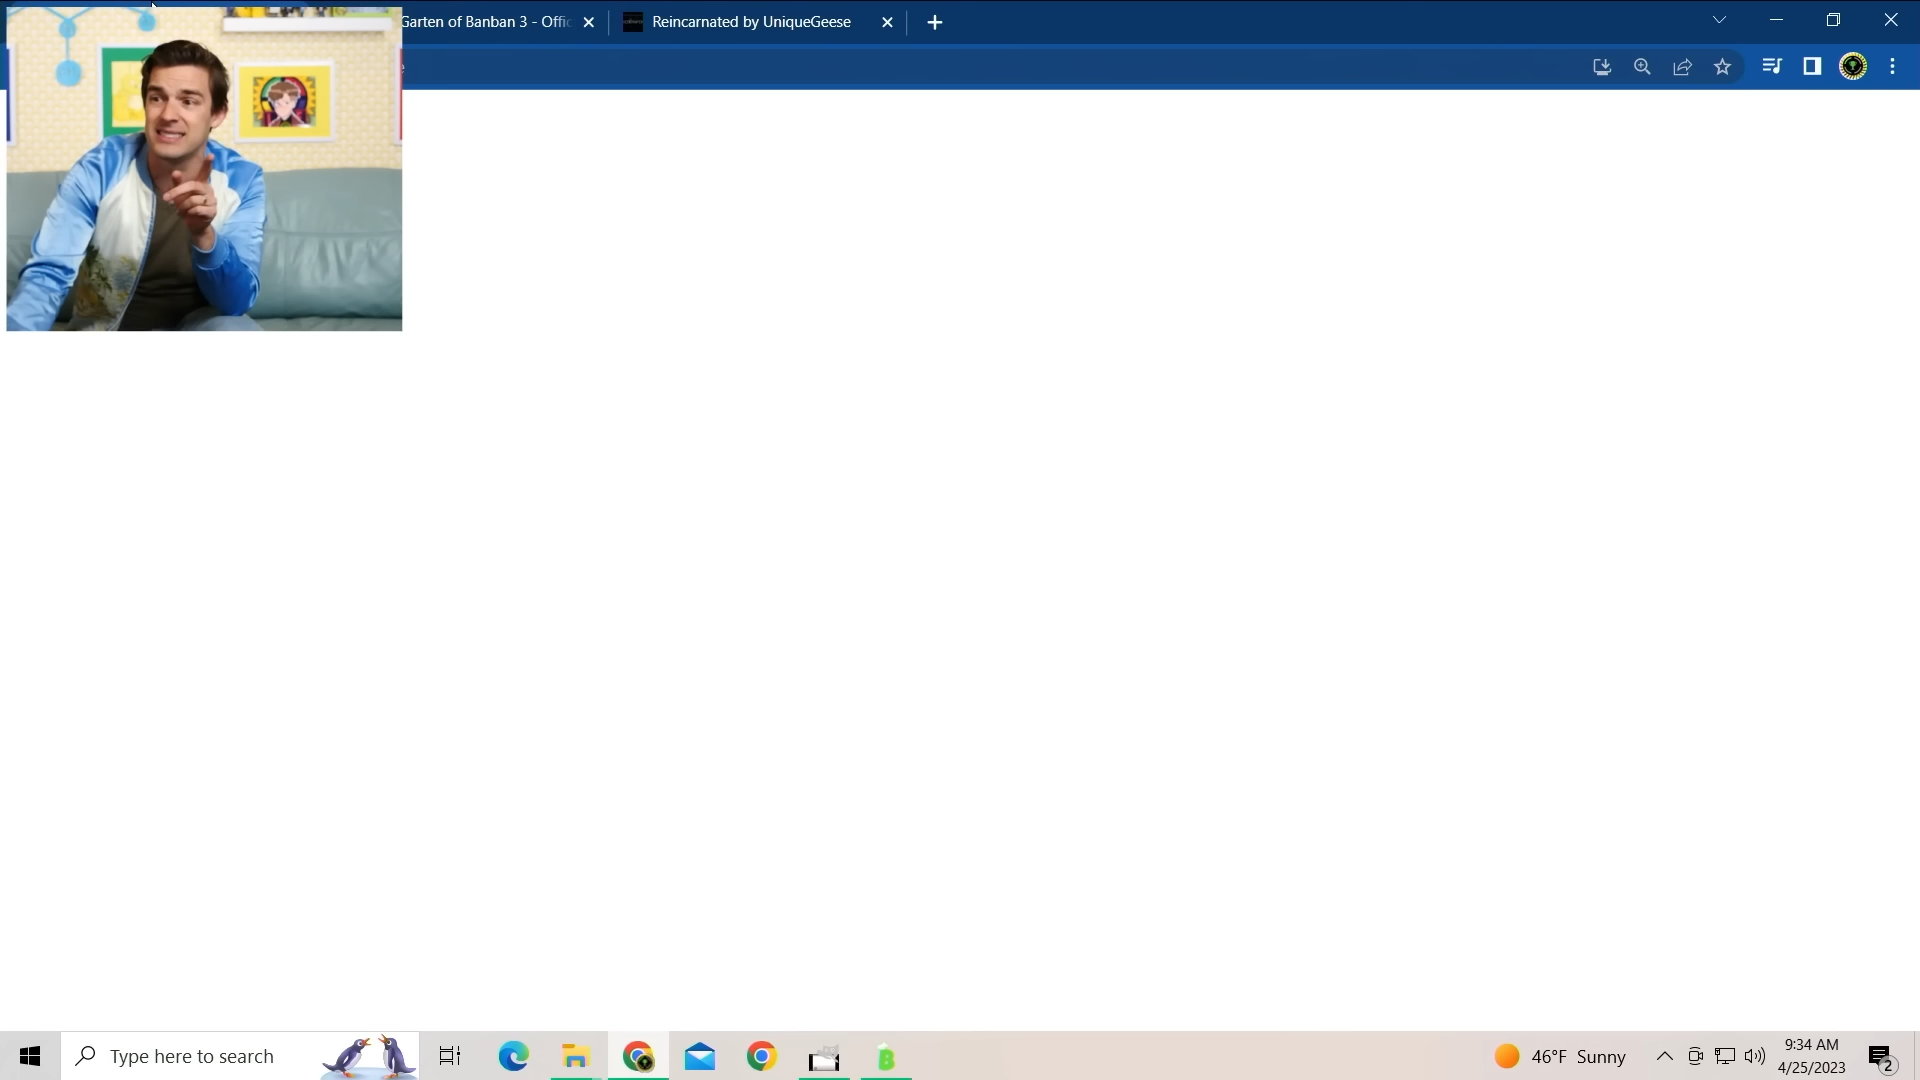 Garten of Banban 3 - Offic
Reincarnated by UniqueGeese
Type here to search
46°F Sunny
9:34 AM
4/25/2023
2